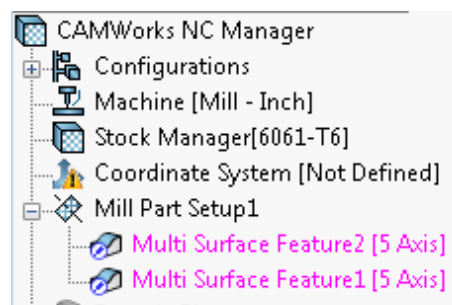 CAMWorks NC Manager
Configurations
Machine [Mill - Inch]
Stock Manager[6061-T6]
Coordinate System [Not Defined]
Mill Part Setup1
Multi Surface Feature2 [5 Axis]
Multi Surface Feature1 [5 Axis]